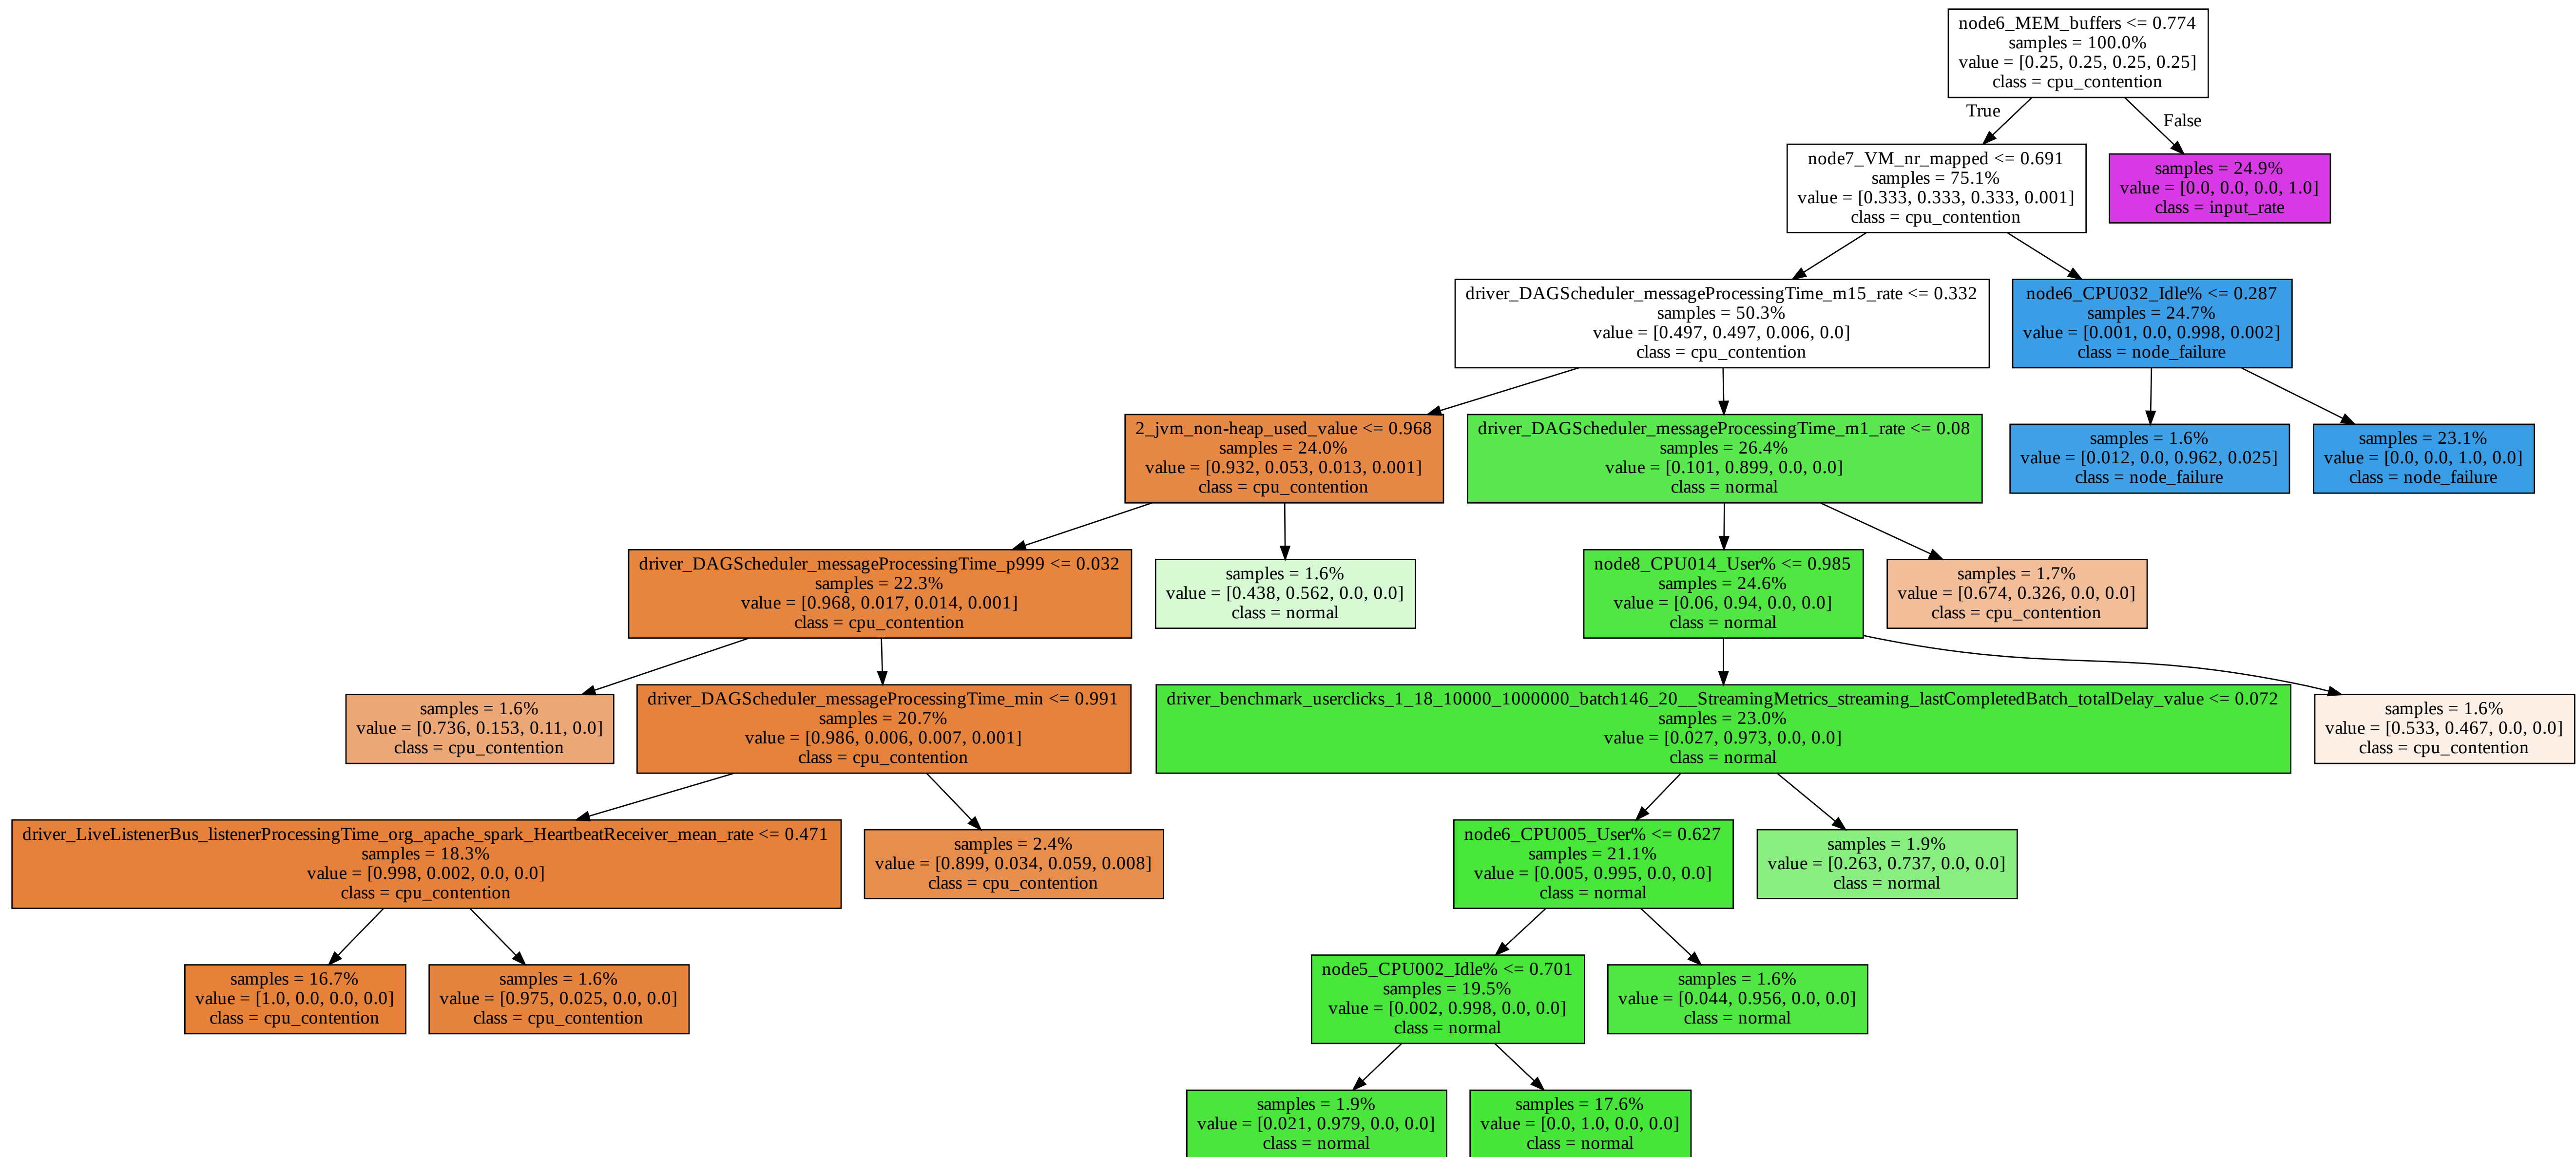 node6_MEM_buffers <= 0.774
samples = 100.0%
value = [0.25, 0.25, 0.25, 0.25]
class = cpu_contention
True
False
node7_VM_nr_mapped <= 0.691
samples = 75.1%
value = [0.333, 0.333, 0.333, 0.001]
class = cpu_contention
samples = 24.9%
value = [0.0, 0.0, 0.0, 1.0]
class = input_rate
driver_DAGScheduler_messageProcessingTime_m15_rate <= 0.332
samples = 50.3%
value = [0.497, 0.497, 0.006, 0.0]
class = cpu_contention
node6_CPU032_Idle% <= 0.287
samples = 24.7%
value = [0.001, 0.0, 0.998, 0.002]
class = node_failure
2_jvm_non-heap_used_value <= 0.968
samples = 24.0%
value = [0.932, 0.053, 0.013, 0.001]
class = cpu_contention
driver_DAGScheduler_messageProcessingTime_m1_rate <= 0.08
samples = 26.4%
value = [0.101, 0.899, 0.0, 0.0]
class = normal
samples = 1.6%
value = [0.012, 0.0, 0.962, 0.025]
class = node_failure
samples = 23.1%
value = [0.0, 0.0, 1.0, 0.0]
class = node_failure
driver_DAGScheduler_messageProcessingTime_p999 <= 0.032
samples = 22.3%
value = [0.968, 0.017, 0.014, 0.001]
class = cpu_contention
samples = 1.6%
value = [0.438, 0.562, 0.0, 0.0]
class = normal
node8_CPU014_User% <= 0.985
samples = 24.6%
value = [0.06, 0.94, 0.0, 0.0]
class = normal
samples = 1.7%
value = [0.674, 0.326, 0.0, 0.0]
class = cpu_contention
samples = 1.6%
value = [0.736, 0.153, 0.11, 0.0]
class = cpu_contention
driver_DAGScheduler_messageProcessingTime_min <= 0.991
samples = 20.7%
value = [0.986, 0.006, 0.007, 0.001]
class = cpu_contention
driver_benchmark_userclicks_1_18_10000_1000000_batch146_20__StreamingMetrics_streaming_lastCompletedBatch_totalDelay_value <= 0.072
samples = 23.0%
value = [0.027, 0.973, 0.0, 0.0]
class = normal
samples = 1.6%
value = [0.533, 0.467, 0.0, 0.0]
class = cpu_contention
driver_LiveListenerBus_listenerProcessingTime_org_apache_spark_HeartbeatReceiver_mean_rate <= 0.471
samples = 18.3%
value = [0.998, 0.002, 0.0, 0.0]
class = cpu_contention
samples = 2.4%
value = [0.899, 0.034, 0.059, 0.008]
class = cpu_contention
node6_CPU005_User% <= 0.627
samples = 21.1%
value = [0.005, 0.995, 0.0, 0.0]
class = normal
samples = 1.9%
value = [0.263, 0.737, 0.0, 0.0]
class = normal
samples = 16.7%
value = [1.0, 0.0, 0.0, 0.0]
class = cpu_contention
samples = 1.6%
value = [0.975, 0.025, 0.0, 0.0]
class = cpu_contention
node5_CPU002_Idle% <= 0.701
samples = 19.5%
value = [0.002, 0.998, 0.0, 0.0]
class = normal
samples = 1.6%
value = [0.044, 0.956, 0.0, 0.0]
class = normal
samples = 1.9%
value = [0.021, 0.979, 0.0, 0.0]
class = normal
samples = 17.6%
value = [0.0, 1.0, 0.0, 0.0]
class = normal